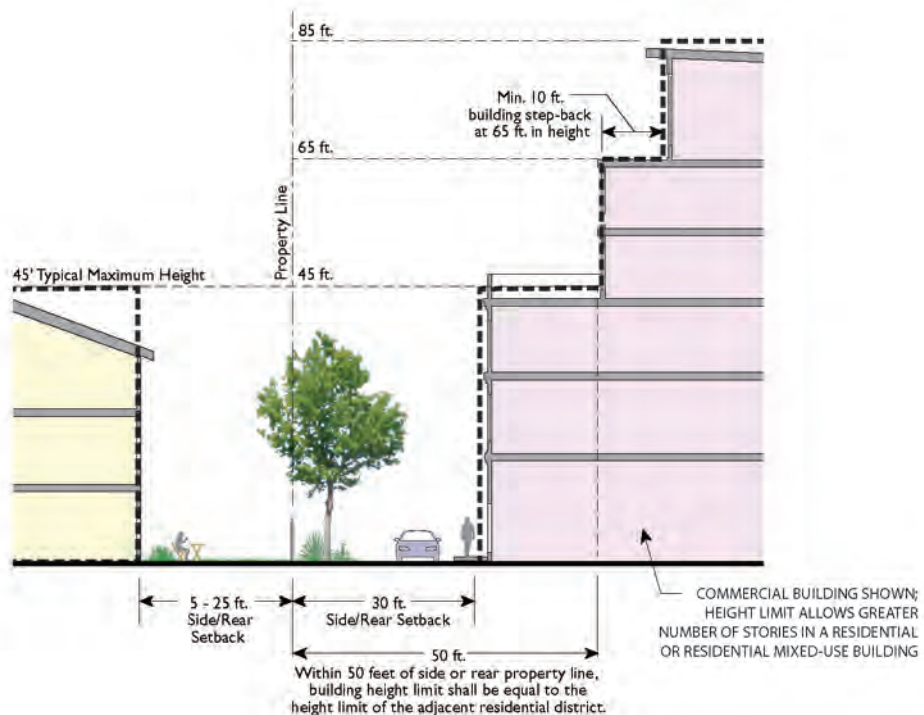 85 ft.
Min. 10 ft.
building step-back
at 65 ft. in height
65 ft.
Property Line
45' Typical Maximum Height
45 ft.
5 - 25 ft.
Side/Rear
Setback
30 ft.
Side/Rear Setback
COMMERCIAL BUILDING SHOWN;
HEIGHT LIMIT ALLOWS GREATER
NUMBER OF STORIES IN A RESIDENTIAL
OR RESIDENTIAL MIXED-USE BUILDING
50 ft.
Within 50 feet of side or rear property line,
building height limit shall be equal to the
height limit of the adjacent residential district.